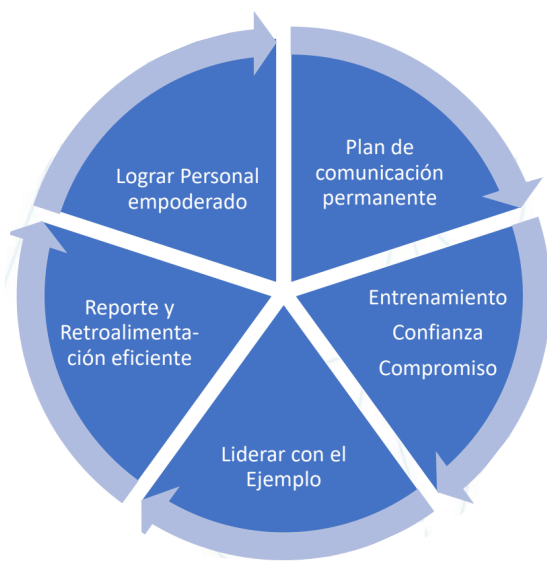 Plan de
comunicación
permanente
Entrenamiento
Confianza
Compromiso
Liderar con el
Ejemplo
Reporte y
Retroalimenta-
ción eficiente
Lograr Personal
empoderado